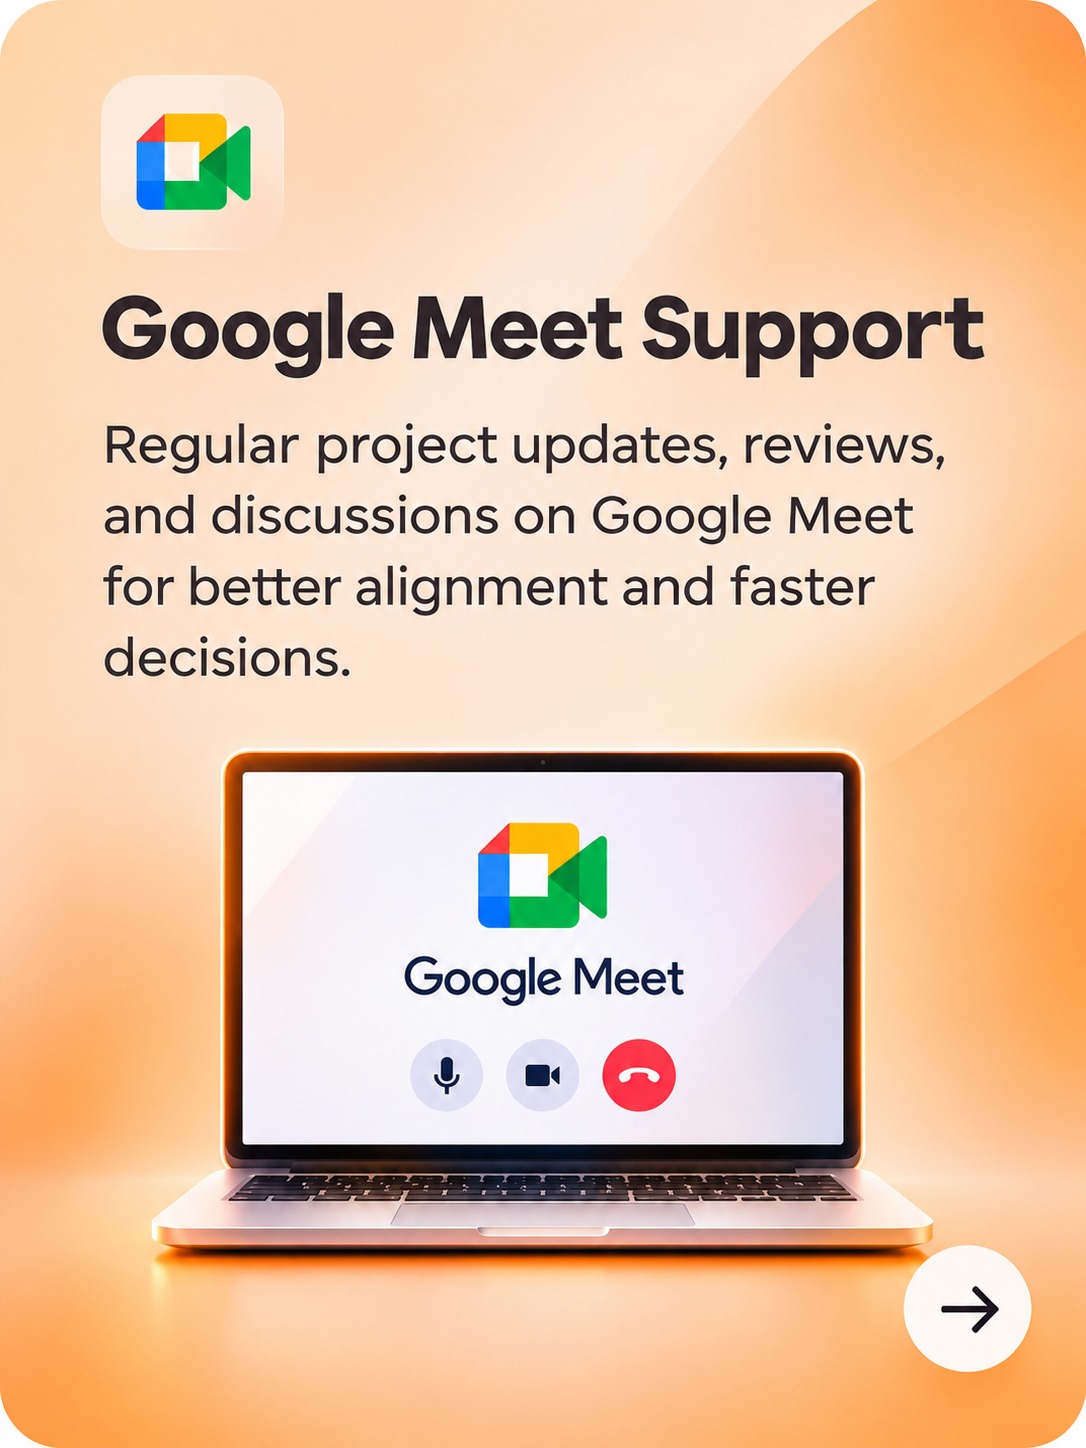 Google Meet Support
Regular project updates, reviews,
and discussions on Google Meet
for better alignment and faster
decisions.
Google Meet